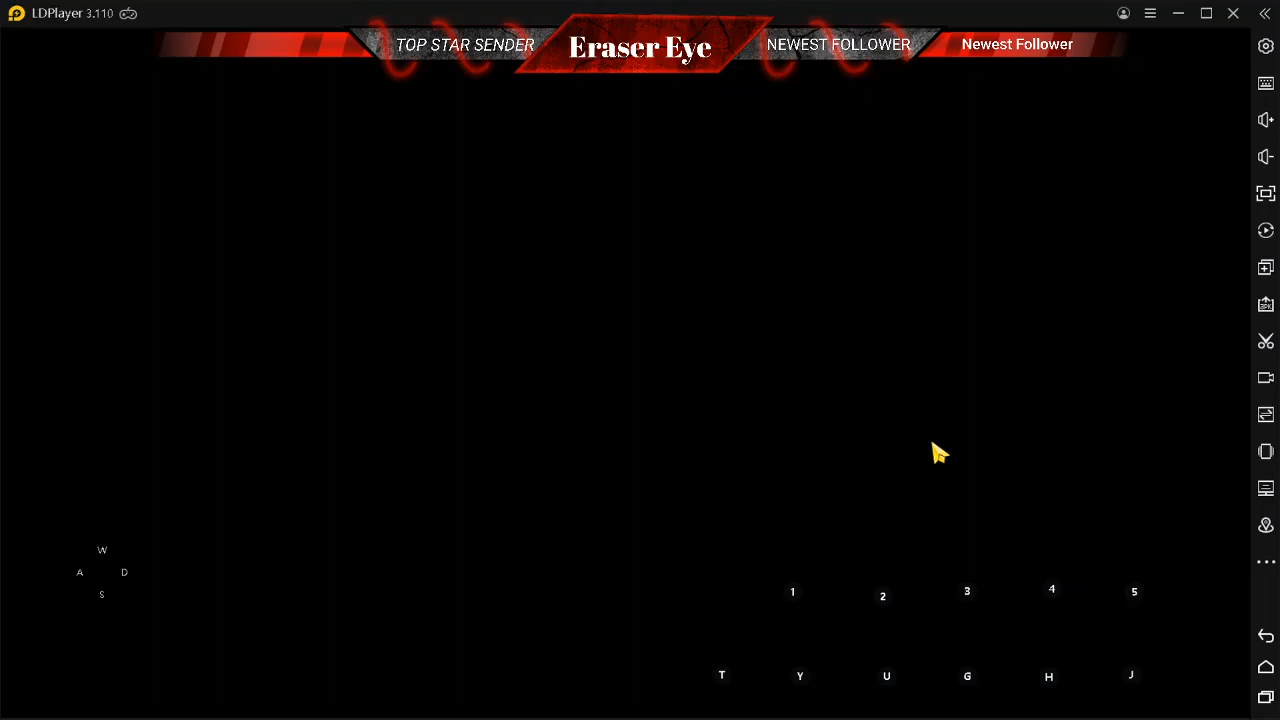 LDPlayer 3.110
TOP STAR SENDER
Eraser Eye
NEWEST FOLLOWER
Newest Follower
W
A D
S
1 2 3 4 5
T Y U G H J